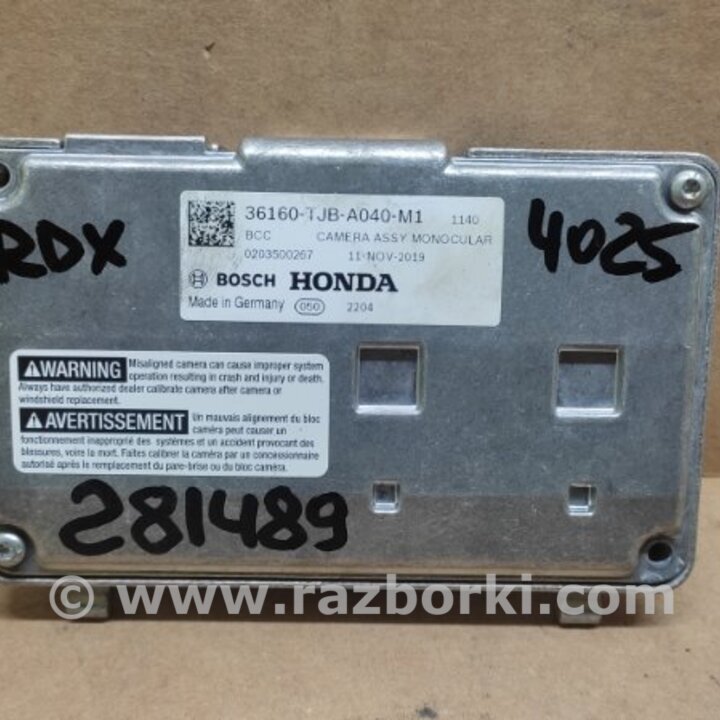 36160-TJB-A040-M1 1140
BCC CAMERA ASSY MONOCULAR
0203500267 11-NOV-2019
BOSCH HONDA
Made in Germany 050 2204
RDX
4025
WARNING Misaligned camera can cause improper system
operation resulting in crash and injury or death.
Always have authorized dealer calibrate camera after camera or
windshield replacement.
AVERTISSEMENT Un mauvais alignement du bloc
caméra peut causer un
fonctionnement inapproprié des systèmes et un accident provocant des
blessures, voire la mort. Faites calibrer la caméra par un concessionnaire
autorisé après le remplacement du pare-brise ou du bloc caméra.
281489
© www.razborki.com